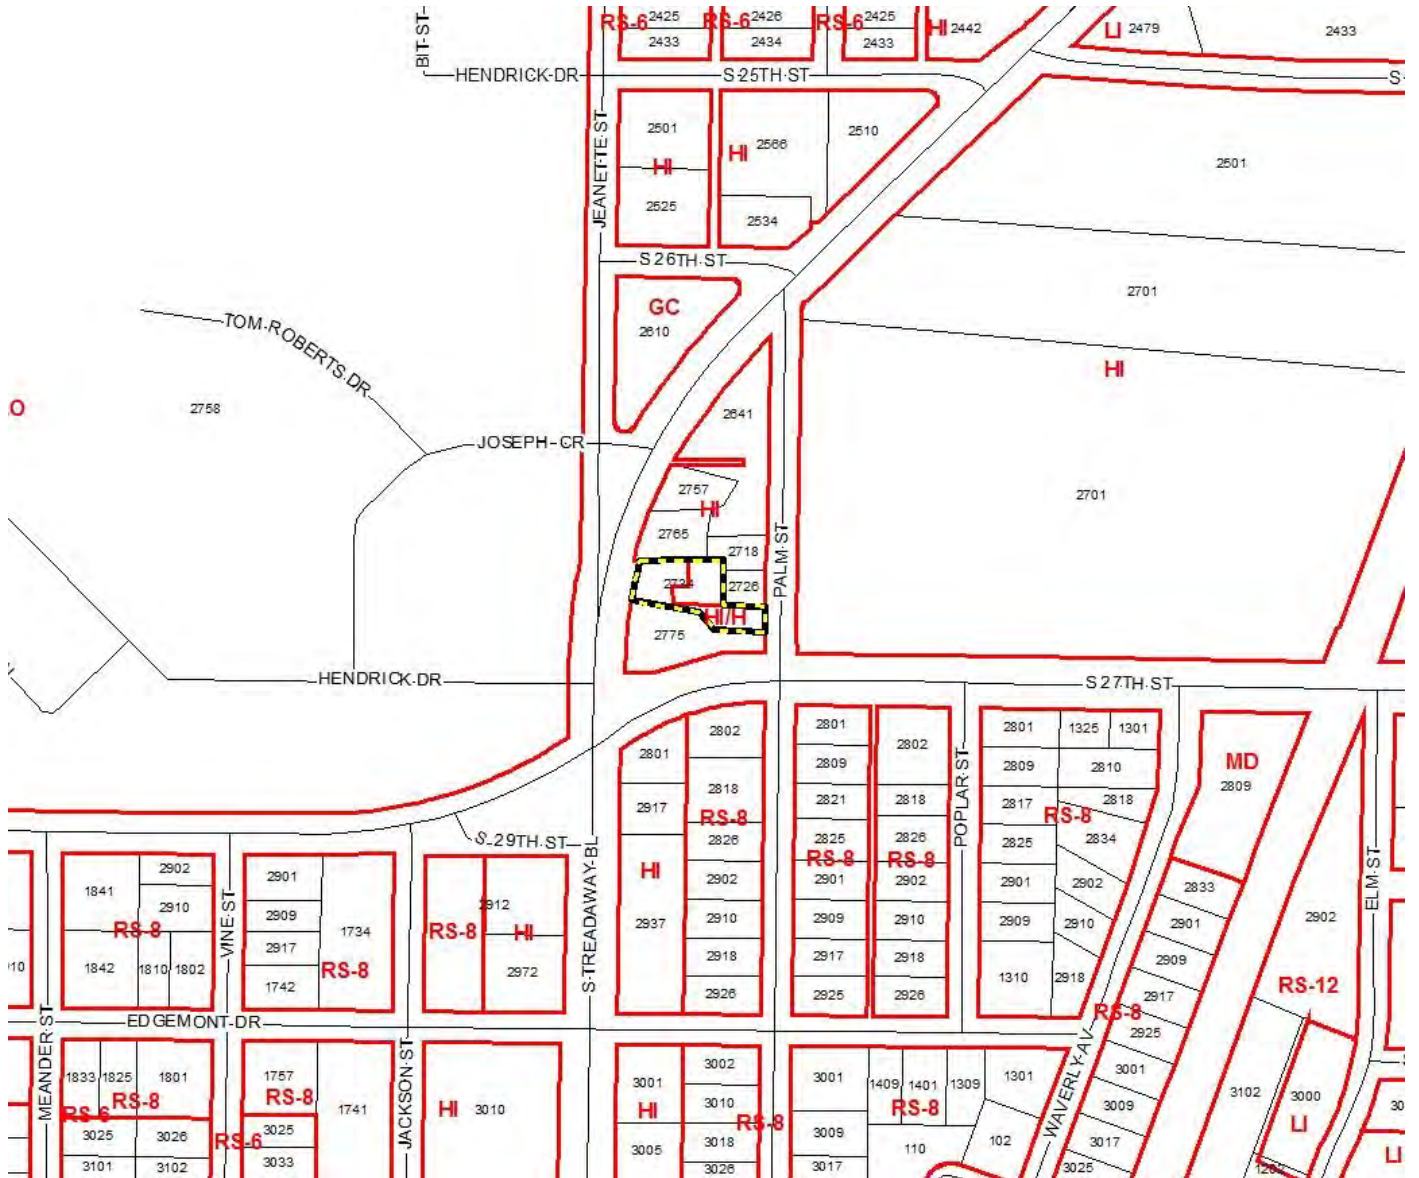 RS-6 2425 RS-6 2426 RS-6 2425 HI 2442 LI 2479 2433
2433 2434 2433
BIT ST
HENDRICK DR S 25TH ST S
JEANETTE ST
2501 HI 2566 2510
HI
2525 2534
2501
S 26TH ST
GC
2610
2701
TOM ROBERTS DR
HI
O 2758
2641
JOSEPH CR
2757
HI
2701
2765 2718
PALM ST
2734 2726
HI/H
2775
HENDRICK DR S 27TH ST
2801 2802 2801 2802 2801 1325 1301
2809 2809 2810
MD
2809
2917 2818 2821 2818 2817 2818
RS-8 RS-8
2826 2825 2826 2825 2834
POPLAR ST
S 29TH ST
S TREADAWAY BL
HI 2902 RS-8 2901 RS-8 2902 2901 2902 2833
2937 2910 2909 2910 2909 2910 2901
2918 2917 2918 1310 2918 2909
2926 2925 2926 2917
RS-8
2925
ELM ST
2902
RS-12
1841 2902 2901 2912
2910 2909
RS-8 2917 1734 RS-8 HI
1842 1810 1802 1742 RS-8 2972
10
VINE ST
MEANDER ST
EDGEMONT DR
JACKSON ST
WAVERLY AV
1833 1825 1801 1757 3001 3002 3001 1409 1401 1309 1301 3001
RS-8 RS-8 1741 HI 3010 HI 3010 RS-8 3009 3102 3000 30
RS-6 RS-8
3025 3026 RS-6 3025 3005 3018 3009 110 102 3017 LI LI
3101 3102 3033 3026 3017 3025